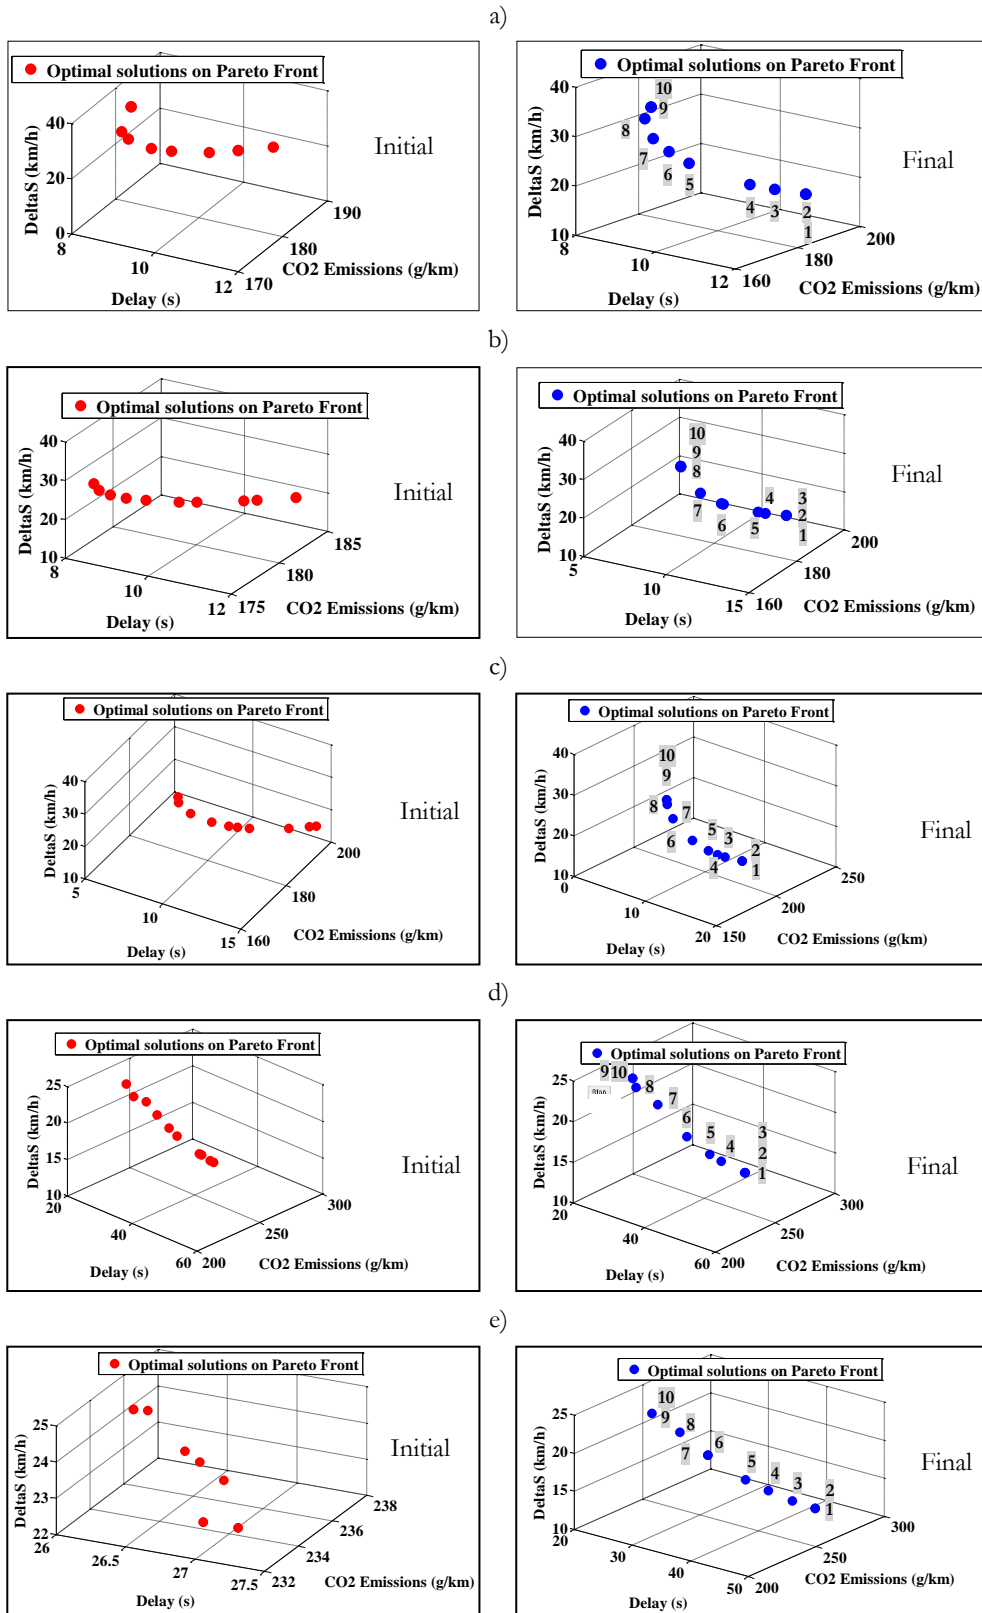 a)
Optimal solutions on Pareto Front
Initial
DeltaS (km/h)
40
20
0
8
10
12
Delay (s)
170
180
190
CO2 Emissions (g/km)
Optimal solutions on Pareto Front
Final
DeltaS (km/h)
40
30
20
10
8
10
12
Delay (s)
160
180
200
CO2 Emissions (g/km)
10
9
8
7
6
5
4
3
2
1
b)
Optimal solutions on Pareto Front
Initial
DeltaS (km/h)
40
30
20
10
8
10
12
Delay (s)
175
180
185
CO2 Emissions (g/km)
Optimal solutions on Pareto Front
Final
DeltaS (km/h)
40
30
20
10
5
10
15
Delay (s)
160
180
200
CO2 Emissions (g/km)
10
9
8
7
6
5
4
3
2
1
c)
Optimal solutions on Pareto Front
Initial
DeltaS (km/h)
40
30
20
10
5
10
15
Delay (s)
160
180
200
CO2 Emissions (g/km)
Optimal solutions on Pareto Front
Final
DeltaS (km/h)
40
30
20
10
0
10
20
Delay (s)
150
200
250
CO2 Emissions (g(km)
10
9
8
7
6
5
4
3
2
1
d)
Optimal solutions on Pareto Front
Initial
DeltaS (km/h)
25
20
15
10
20
40
60
Delay (s)
200
250
300
CO2 Emissions (g/km)
Optimal solutions on Pareto Front
Final
DeltaS (km/h)
25
20
15
10
20
40
60
Delay (s)
200
250
300
CO2 Emissions (g/km)
9
10
8
7
6
5
4
3
2
1
e)
Optimal solutions on Pareto Front
Initial
DeltaS (km/h)
25
24
23
22
26
26.5
27
27.5
Delay (s)
232
234
236
238
CO2 Emissions (g/km)
Optimal solutions on Pareto Front
Final
DeltaS (km/h)
25
20
15
10
20
30
40
50
Delay (s)
200
250
300
CO2 Emissions (g/km)
10
9
8
7
6
5
4
3
2
1